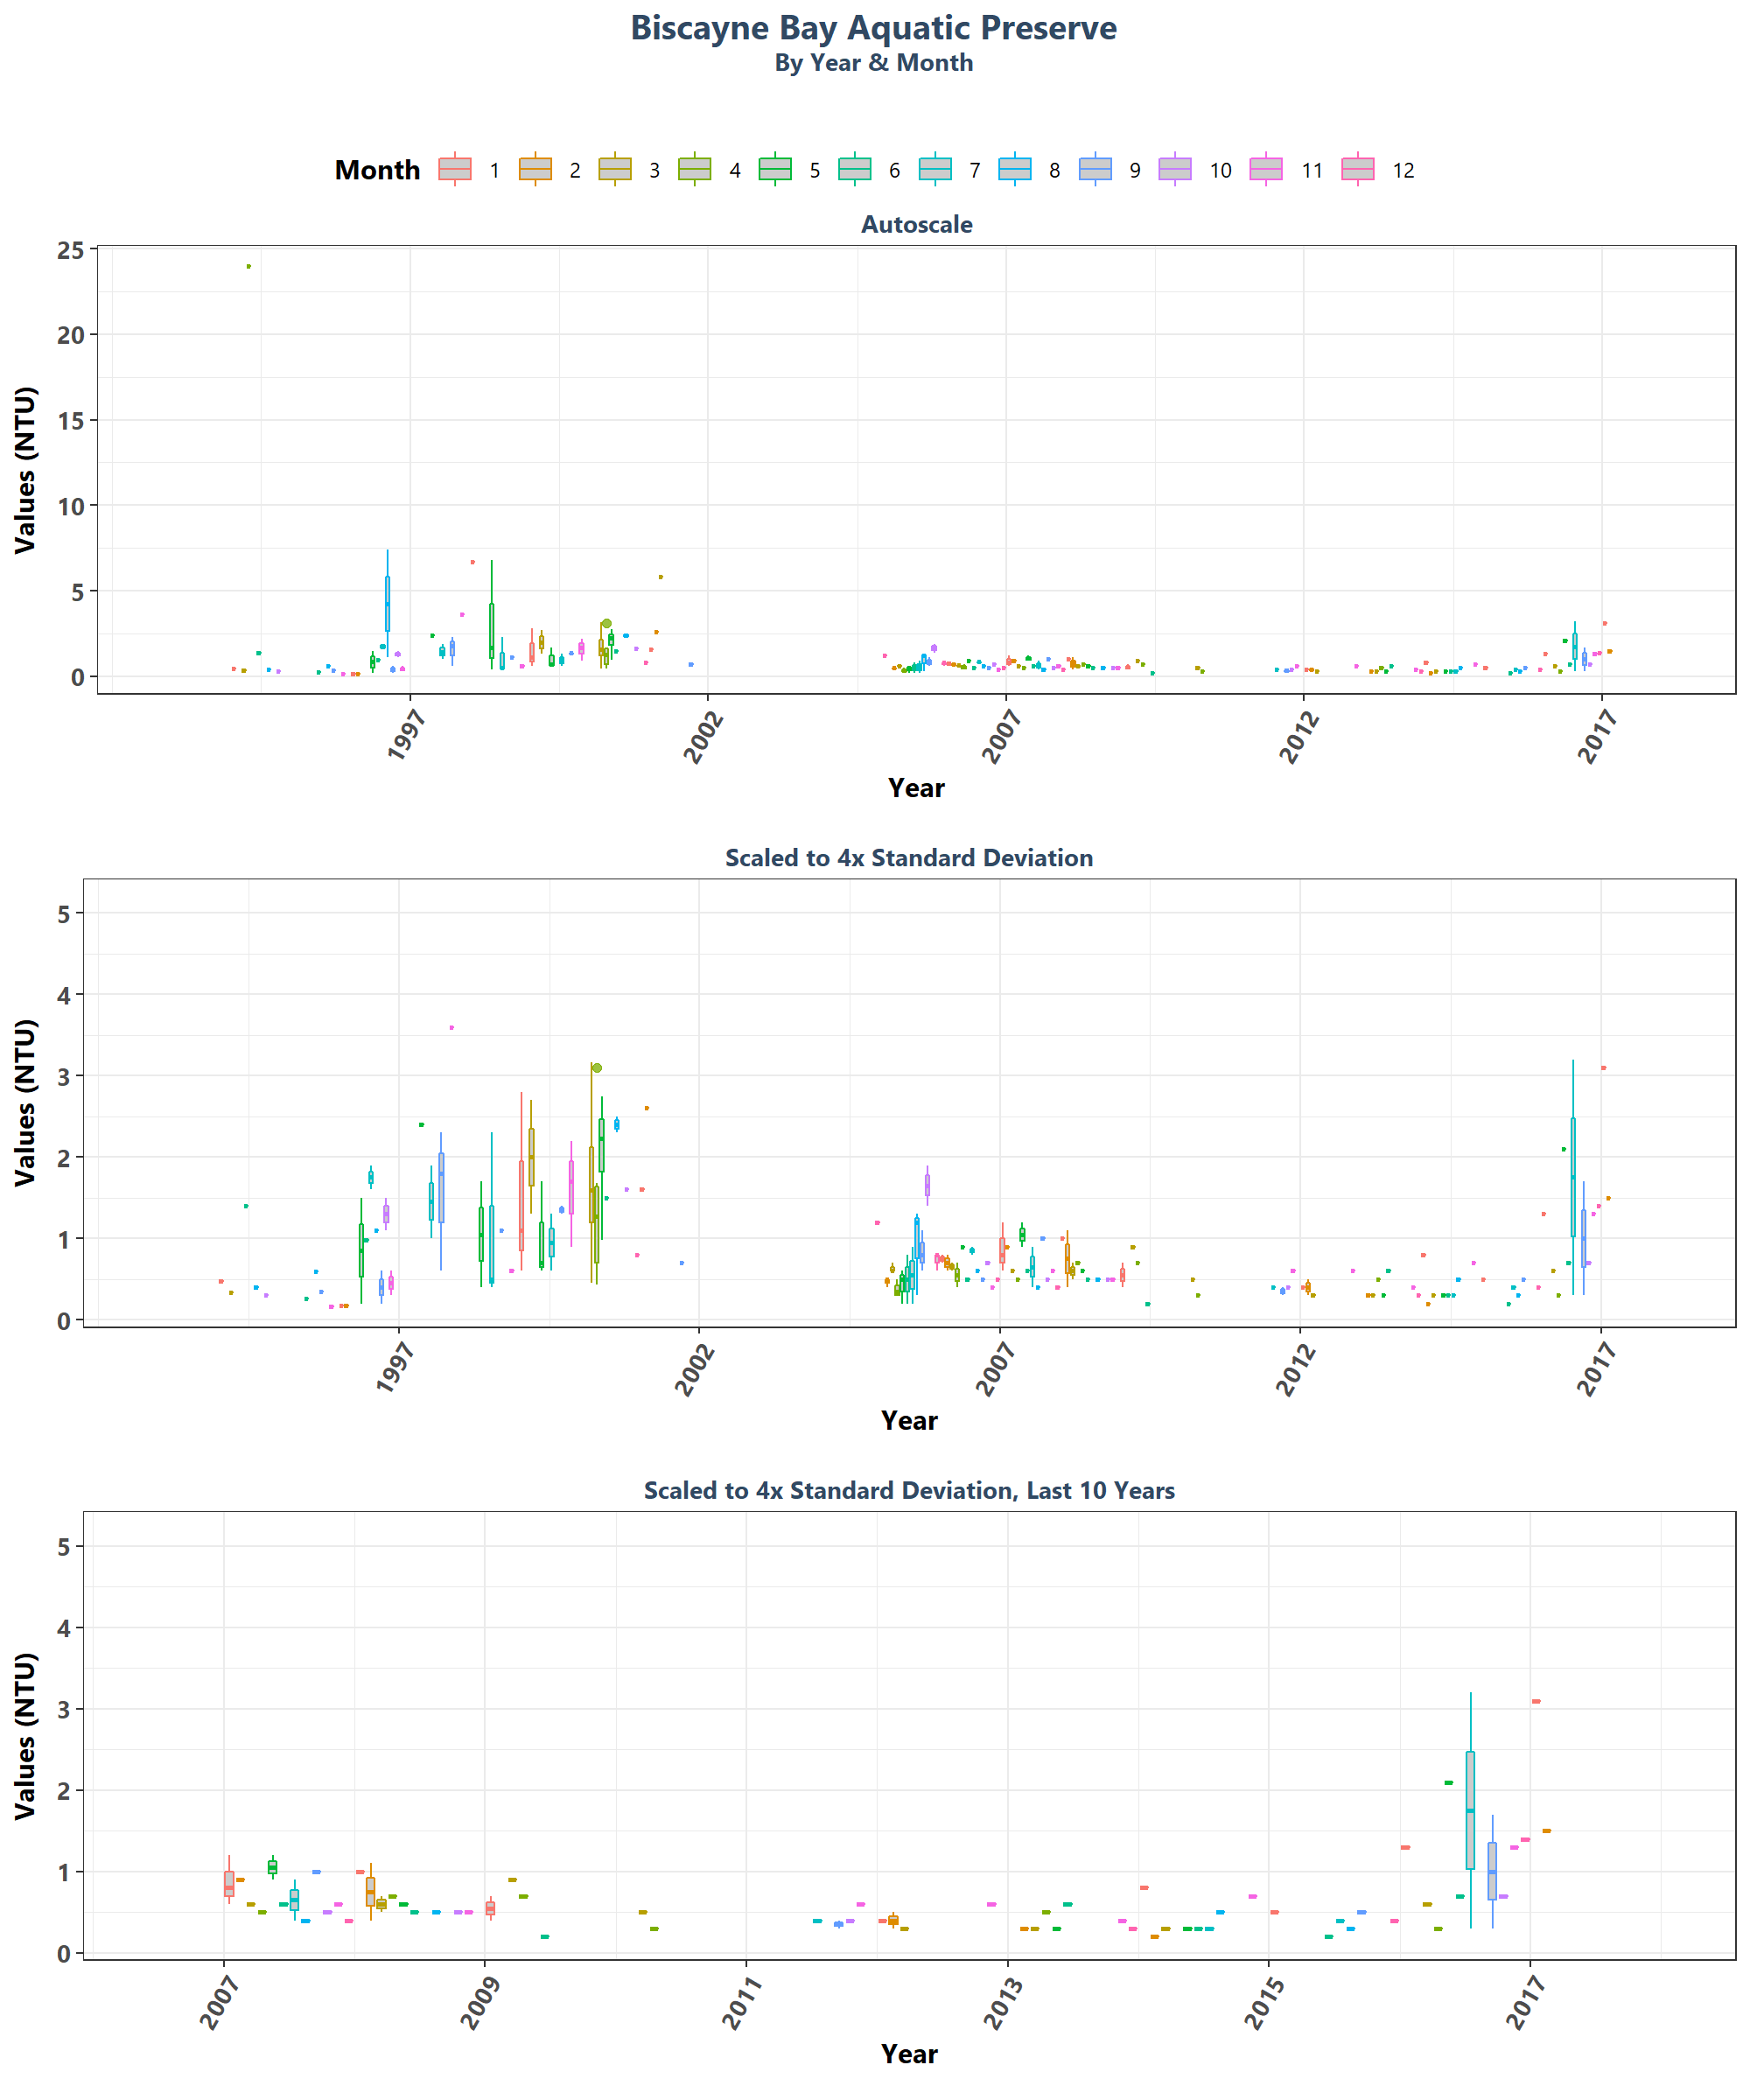 Biscayne Bay Aquatic Preserve
By Year & Month
Month 1 2 3 4 5 6 7 8 9 10 11 12
Autoscale
Values (NTU)
25
20
15
10
5
0
1997 2002 2007 2012 2017
Year
Scaled to 4x Standard Deviation
Values (NTU)
5
4
3
2
1
0
1997 2002 2007 2012 2017
Year
Scaled to 4x Standard Deviation, Last 10 Years
Values (NTU)
5
4
3
2
1
0
2007 2009 2011 2013 2015 2017
Year